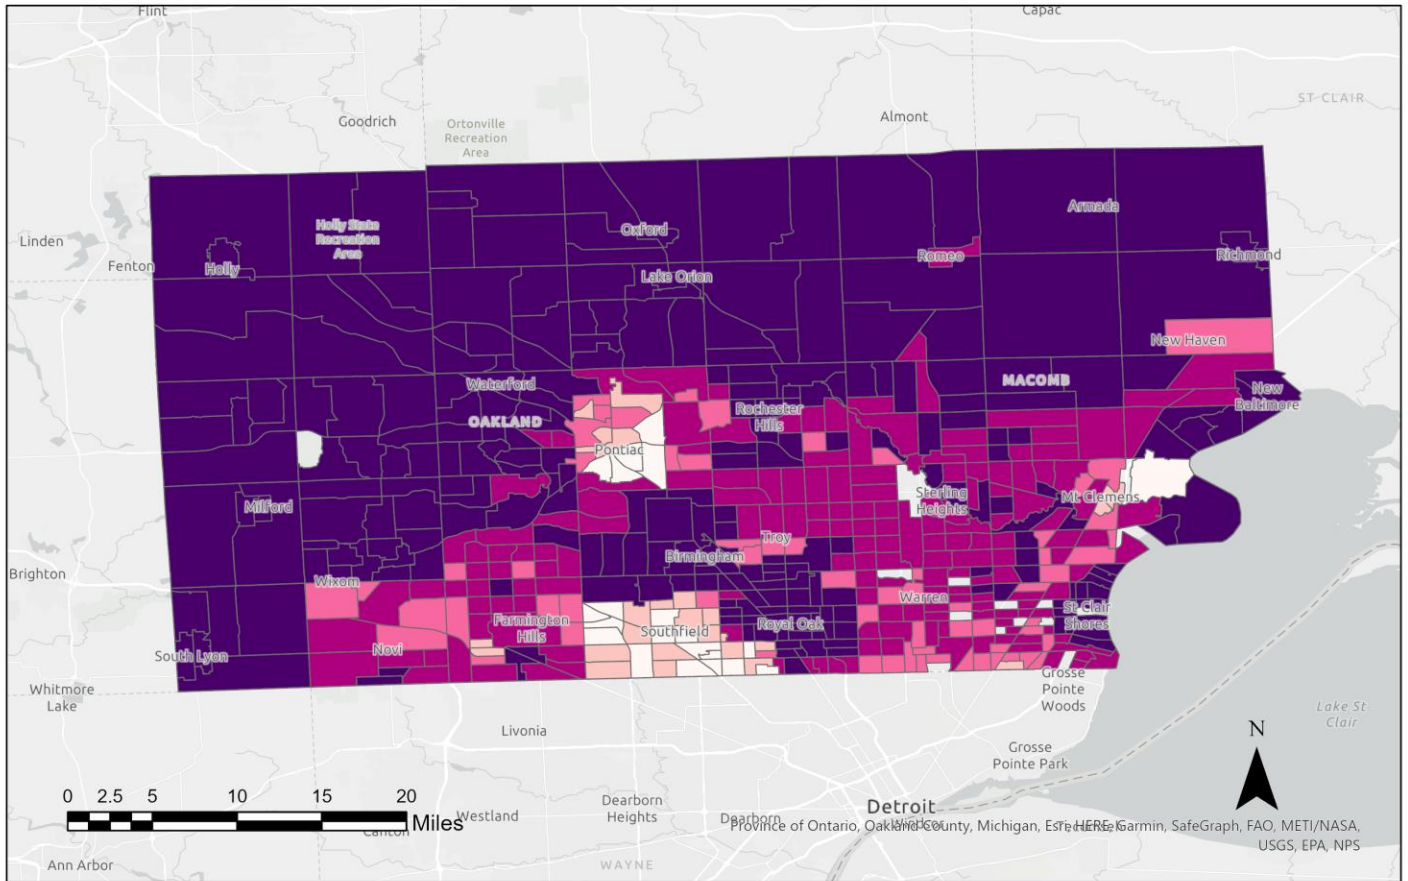 Flint
Capac
ST CLAIR
Goodrich
Ortonville
Recreation
Area
Almont
Armada
Holly State
Recreation
Area
Oxford
Linden
Fenton
Holly
Romeo
Richmond
Lake Orion
New Haven
Waterford
MACOMB
New
Baltimore
OAKLAND
Rochester
Hills
Pontiac
Milford
Sterling
Heights
Mt Clemens
Troy
Birmingham
Brighton
Wixom
Warren
St Clair
Shores
Farmington
Hills
Southfield
Royal Oak
Novi
South Lyon
Whitmore
Lake
Grosse
Pointe
Woods
Lake St
Clair
Livonia
N
Grosse
Pointe Park
0 2.5 5 10 15 20
Miles
Westland
Dearborn
Heights
Dearborn
Detroit
Windsor
Tecumseh
Canton
Province of Ontario, Oakland County, Michigan, Esri, HERE, Garmin, SafeGraph, FAO, METI/NASA,
USGS, EPA, NPS
Ann Arbor
WAYNE